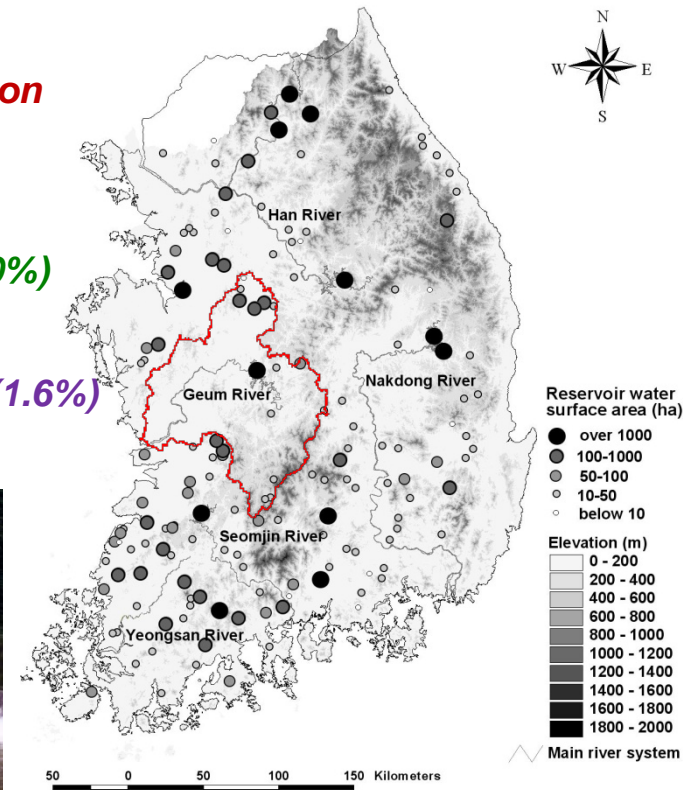 on
0%)
(1.6%)
N
W
E
S
Han River
Geum River
Nakdong River
Seomjin River
Yeongsan River
Reservoir water
surface area (ha)
over 1000
100-1000
50-100
10-50
below 10
Elevation (m)
0 - 200
200 - 400
400 - 600
600 - 800
800 - 1000
1000 - 1200
1200 - 1400
1400 - 1600
1600 - 1800
1800 - 2000
Main river system
50 0 50 100 150 Kilometers